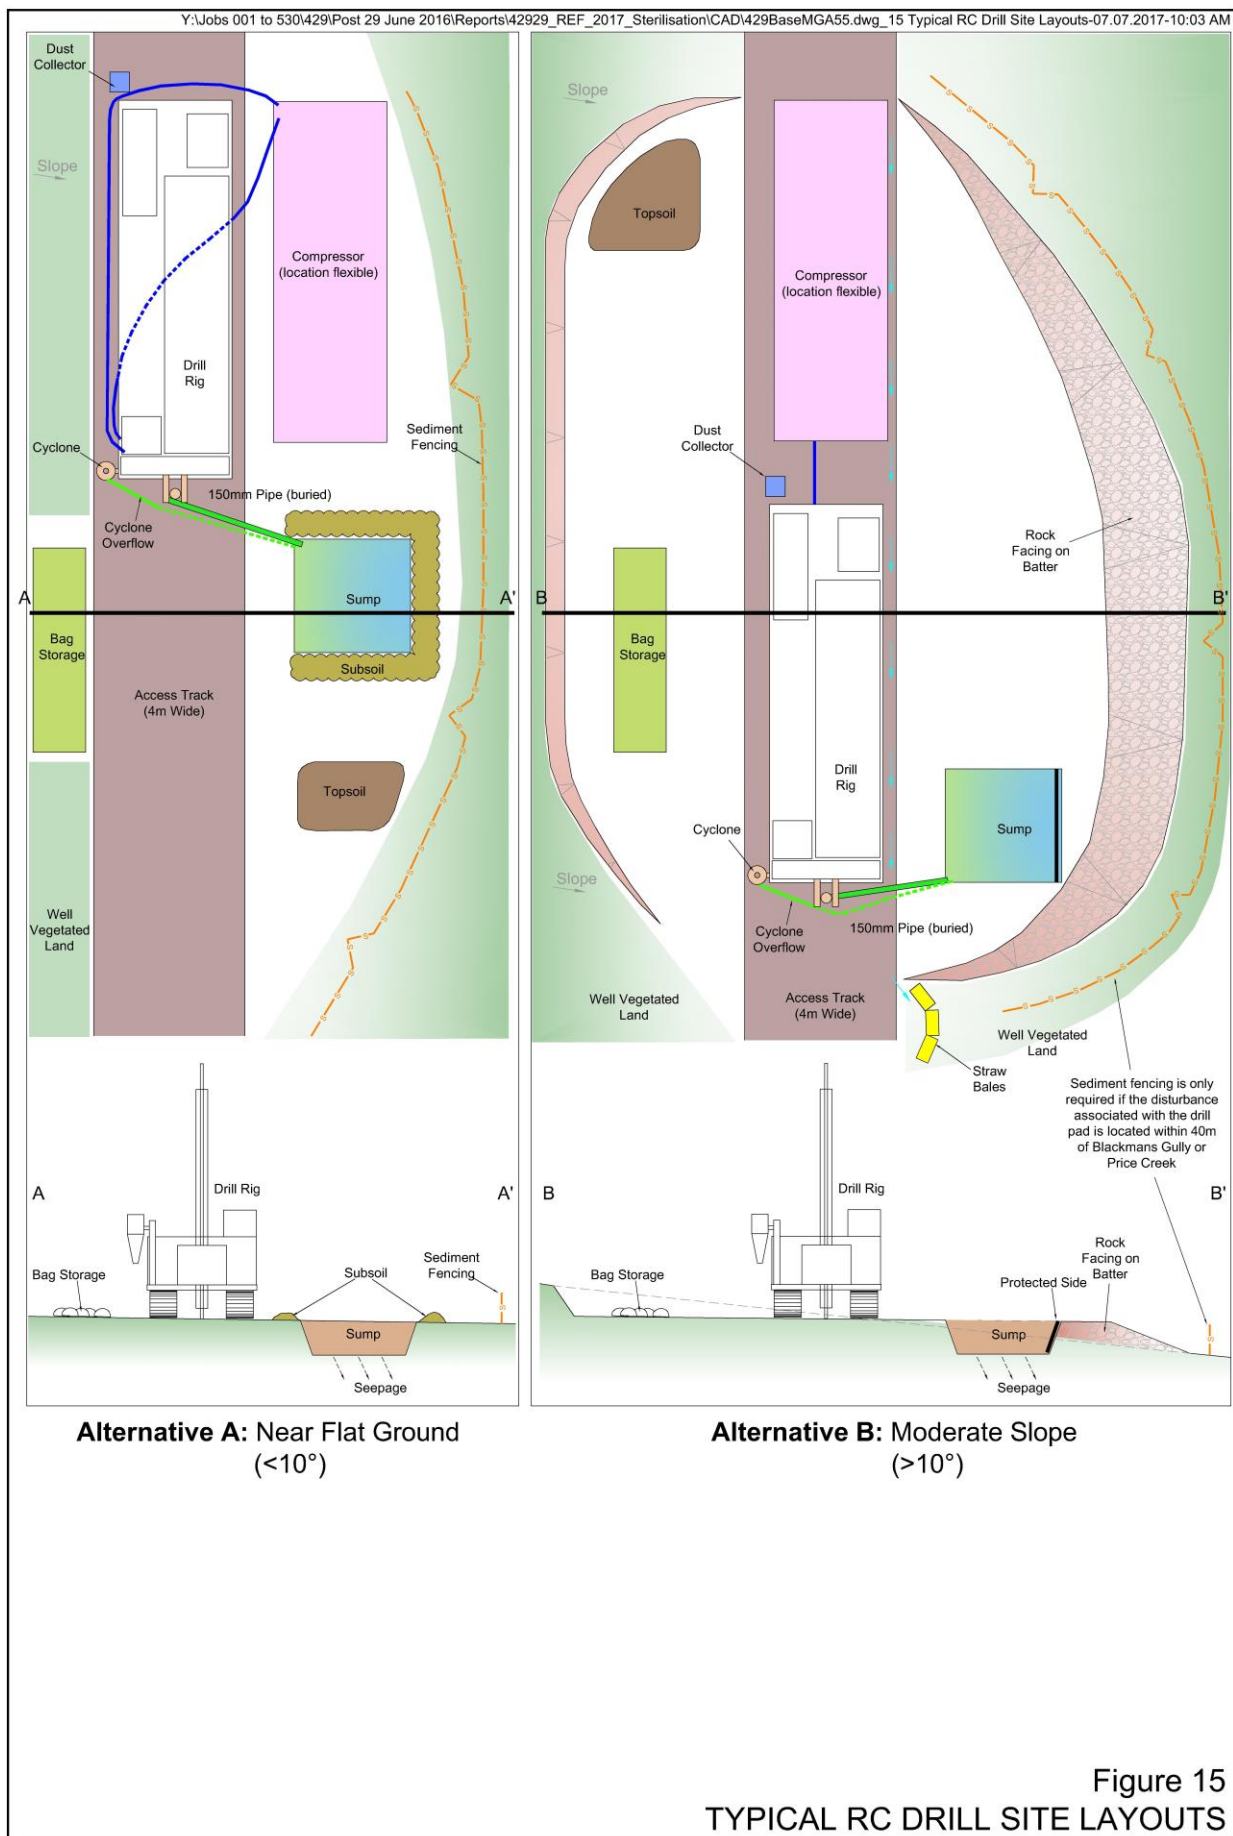 Y:\Jobs 001 to 530\429\Post 29 June 2016\Reports\42929_REF_2017_Sterilisation\CAD\429BaseMGA55.dwg_15 Typical RC Drill Site Layouts-07.07.2017-10:03 AM
Dust
Collector
Slope
Compressor
(location flexible)
Drill
Rig
Sediment
Fencing
Cyclone
150mm Pipe (buried)
Cyclone
Overflow
A
A'
Sump
Bag
Storage
Subsoil
Access Track
(4m Wide)
Topsoil
Well
Vegetated
Land
A
A'
Drill Rig
Bag Storage
Subsoil
Sediment
Fencing
Sump
Seepage
S
Alternative A: Near Flat Ground
(<10°)
Slope
Topsoil
Compressor
(location flexible)
Dust
Collector
Rock
Facing on
Batter
B
B'
Bag
Storage
Drill
Rig
Sump
Cyclone
Slope
Cyclone
Overflow
150mm Pipe (buried)
Well Vegetated
Land
Access Track
(4m Wide)
Straw
Bales
Well Vegetated
Land
Sediment fencing is only
required if the disturbance
associated with the drill
pad is located within 40m
of Blackmans Gully or
Price Creek
B
B'
Drill Rig
Bag Storage
Protected Side
Rock
Facing on
Batter
Sump
Seepage
S
Alternative B: Moderate Slope
(>10°)
Figure 15
TYPICAL RC DRILL SITE LAYOUTS